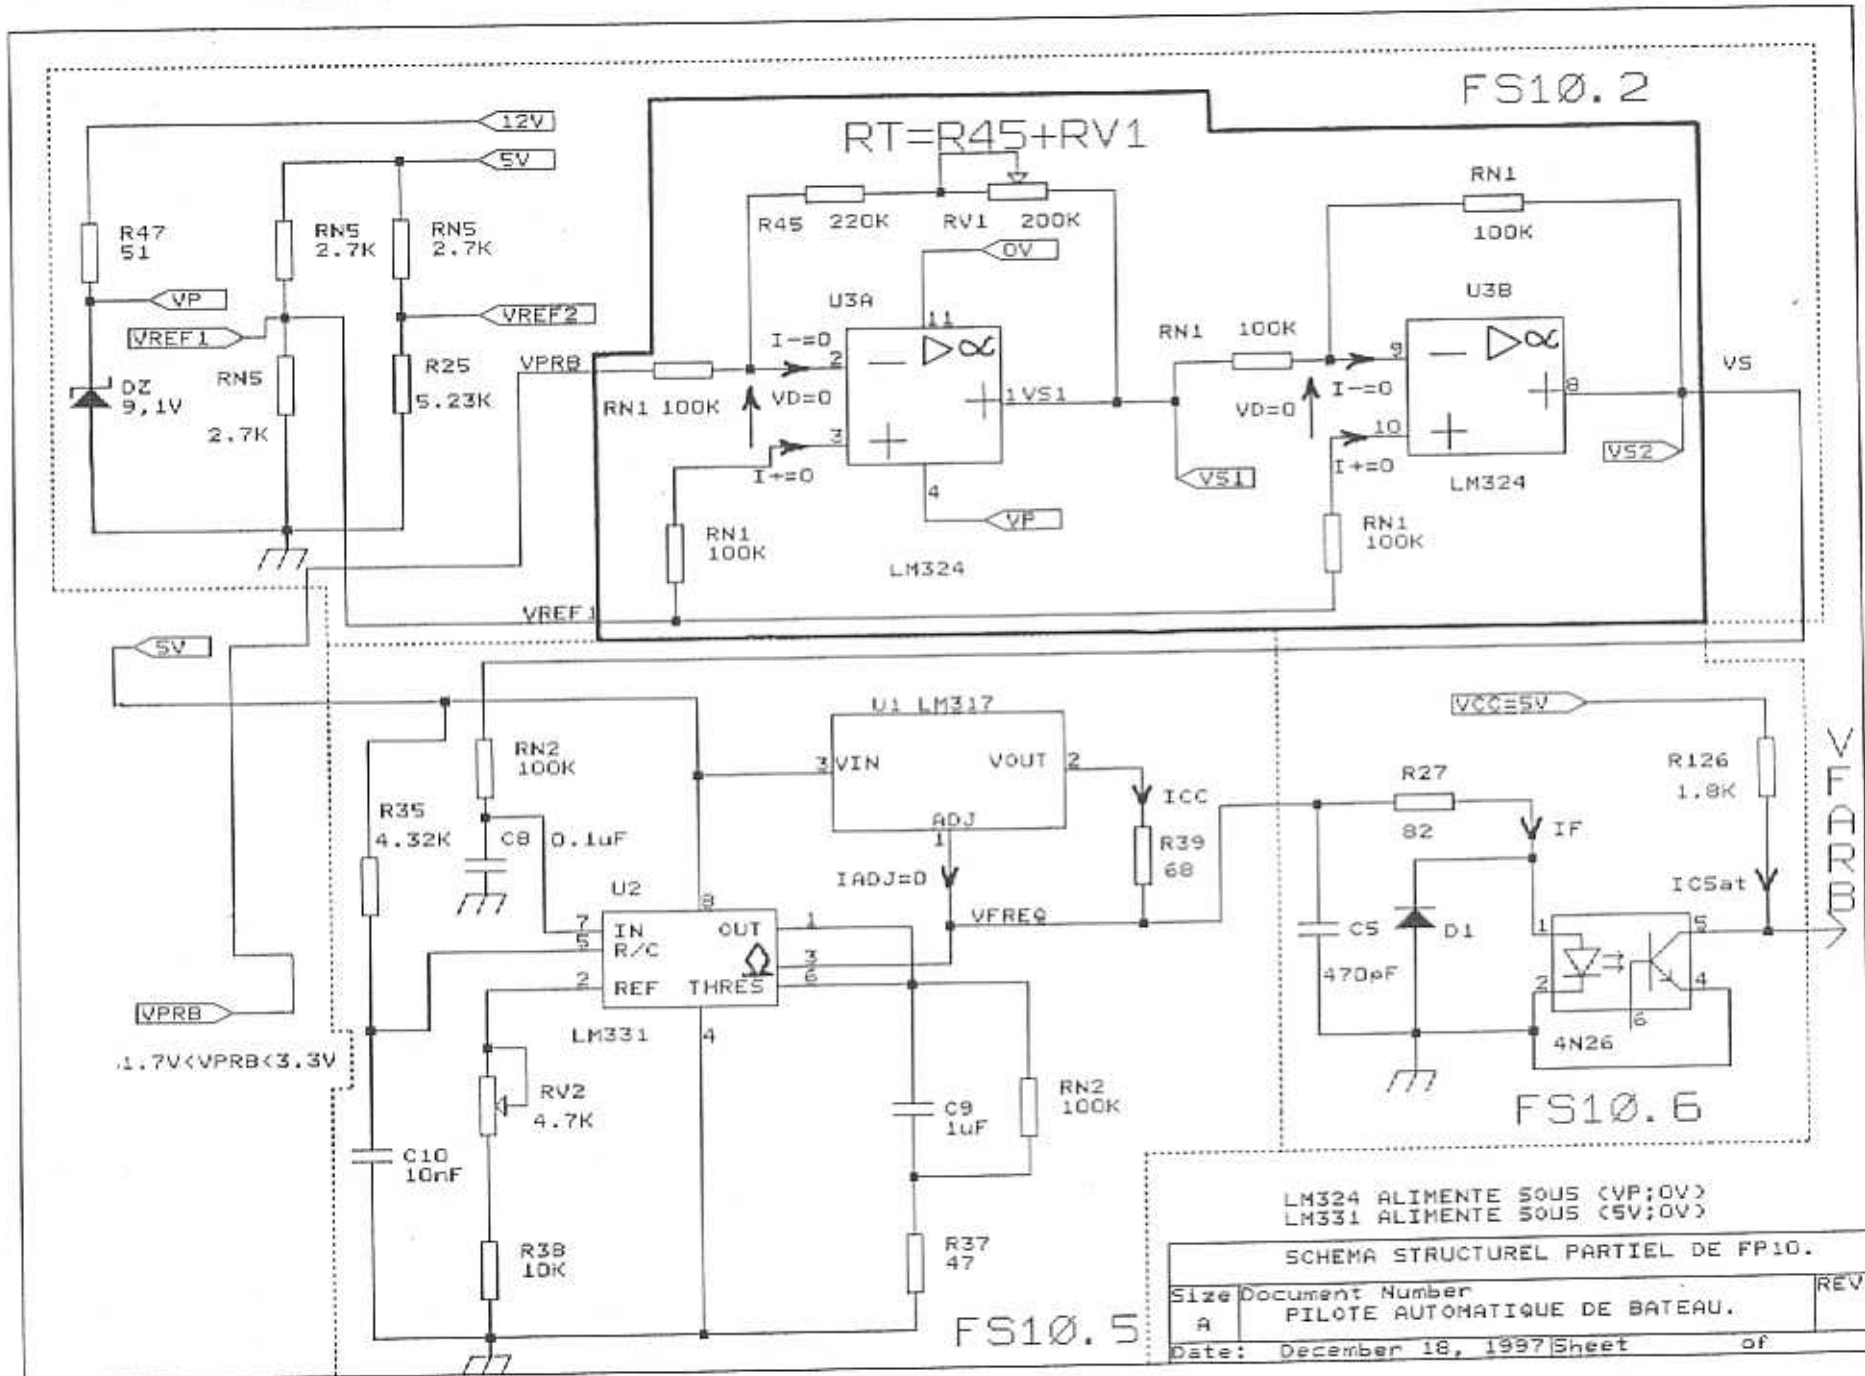 FS10.2
RT=R45+RV1
12V
5V
R47
51
RN5
2.7K
RN5
2.7K
VP
VREF1
VREF2
DZ
9,1V
RN5
2.7K
R25
5.23K
R45 220K
RV1 200K
0V
U3A
11
I-=0
2
VPRB
RN1 100K
VD=0
3
I+=0
1 VS1
4
VP
RN1
100K
LM324
VREF1
RN1
100K
U3B
RN1 100K
9
I-=0
VD=0
10
I+=0
8
VS
VS1
VS2
LM324
RN1
100K
5V
U1 LM317
3 VIN
VOUT 2
ADJ
1
RN2
100K
R35
4.32K
C8 0.1uF
ICC
R39
68
IADJ=0
VFREQ
U2
8
7 IN
5 R/C
2 REF
OUT 1
3
THRES 6
LM331
4
VPRB
1.7V<VPRB<3.3V
RV2
4.7K
C10
10nF
R38
10K
C9
1uF
RN2
100K
R37
47
FS10.5
VCC=5V
R126
1.8K
R27
82
IF
ICSat
VFARB
C5
470pF
D1
1
2
5
4
6
4N26
FS10.6
LM324 ALIMENTE SOUS (VP;0V)
LM331 ALIMENTE SOUS (5V;0V)
SCHEMA STRUCTUREL PARTIEL DE FP10.
Size Document Number REV
A PILOTE AUTOMATIQUE DE BATEAU.
Date: December 18, 1997 Sheet of